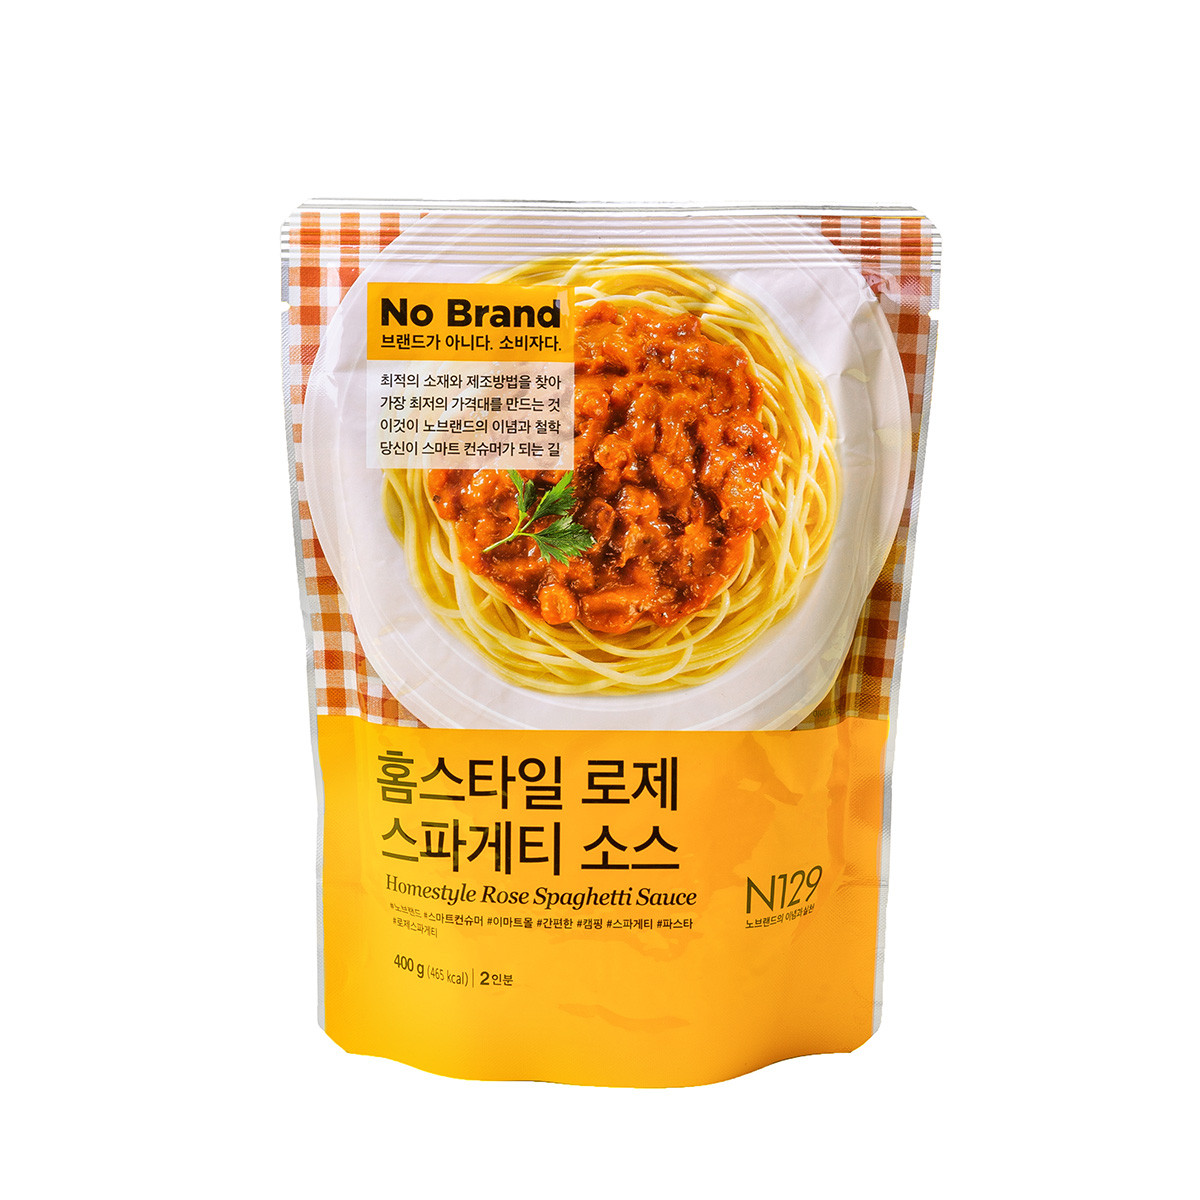 No Brand
브랜드가 아니다. 소비자다.
최적의 소재와 제조방법을 찾아
가장 최저의 가격대를 만드는 것
이것이 노브랜드의 이념과 철학
당신이 스마트 컨슈머가 되는 길
홈스타일 로제
스파게티 소스
Homestyle Rose Spaghetti Sauce
#노브랜드 #스마트컨슈머 #이마트몰 #간편한 #캠핑 #스파게티 #파스타
#로제스파게티
N129
노브랜드의 이념과 실천
400 g (465 kcal) | 2인분